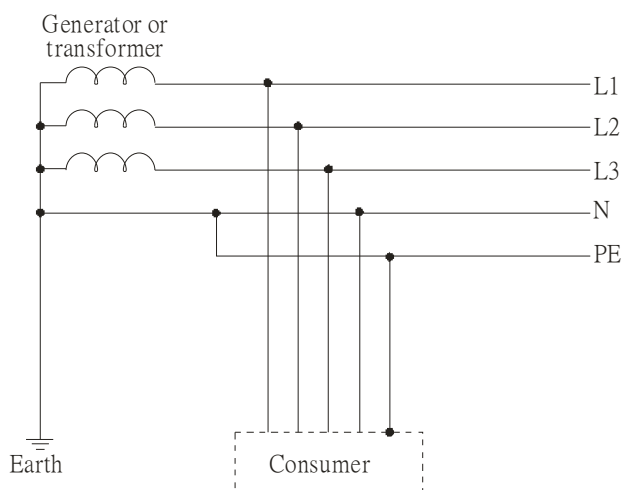 Generator or
transformer
L1
L2
L3
N
PE
Earth
Consumer